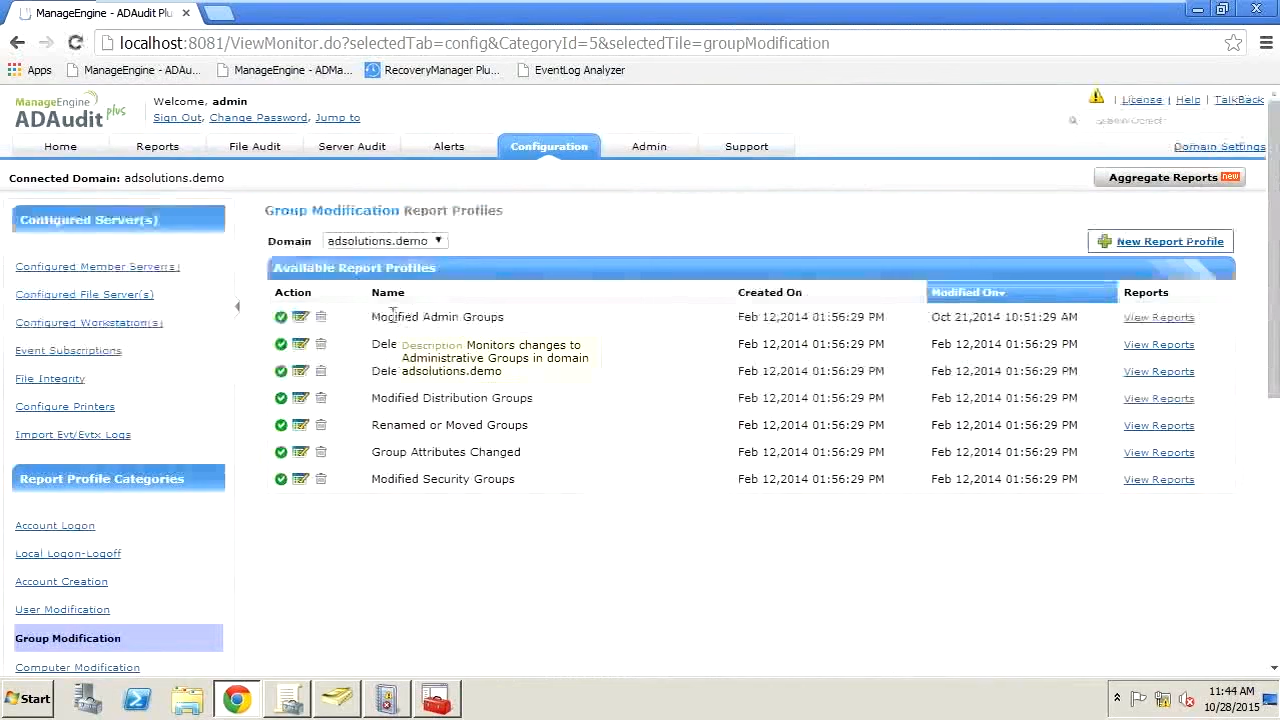 ManageEngine - ADAudit Plu
localhost:8081/ViewMonitor.do?selectedTab=config&CategoryId=5&selectedTile=groupModification
Apps ManageEngine - ADAu... ManageEngine - ADMa... RecoveryManager Plu... EventLog Analyzer
ManageEngine
ADAudit plus
Welcome, admin
Sign Out, Change Password, Jump to
| License | Help | TalkBack
Home Reports File Audit Server Audit Alerts Configuration Admin Support Domain Settings
Connected Domain: adsolutions.demo
Aggregate Reports new
Configured Server(s)
Configured Member Server(s)
Configured File Server(s)
Configured Workstation(s)
Event Subscriptions
File Integrity
Configure Printers
Import Evt/Evtx Logs
Report Profile Categories
Account Logon
Local Logon-Logoff
Account Creation
User Modification
Group Modification
Computer Modification
Group Modification Report Profiles
Domain adsolutions.demo
New Report Profile
Available Report Profiles
Action Name Created On Modified On Reports
Modified Admin Groups Feb 12,2014 01:56:29 PM Oct 21,2014 10:51:29 AM View Reports
Dele Feb 12,2014 01:56:29 PM Feb 12,2014 01:56:29 PM View Reports
Dele Feb 12,2014 01:56:29 PM Feb 12,2014 01:56:29 PM View Reports
Description Monitors changes to
Administrative Groups in domain
adsolutions.demo
Modified Distribution Groups Feb 12,2014 01:56:29 PM Feb 12,2014 01:56:29 PM View Reports
Renamed or Moved Groups Feb 12,2014 01:56:29 PM Feb 12,2014 01:56:29 PM View Reports
Group Attributes Changed Feb 12,2014 01:56:29 PM Feb 12,2014 01:56:29 PM View Reports
Modified Security Groups Feb 12,2014 01:56:29 PM Feb 12,2014 01:56:29 PM View Reports
Start
11:44 AM
10/28/2015